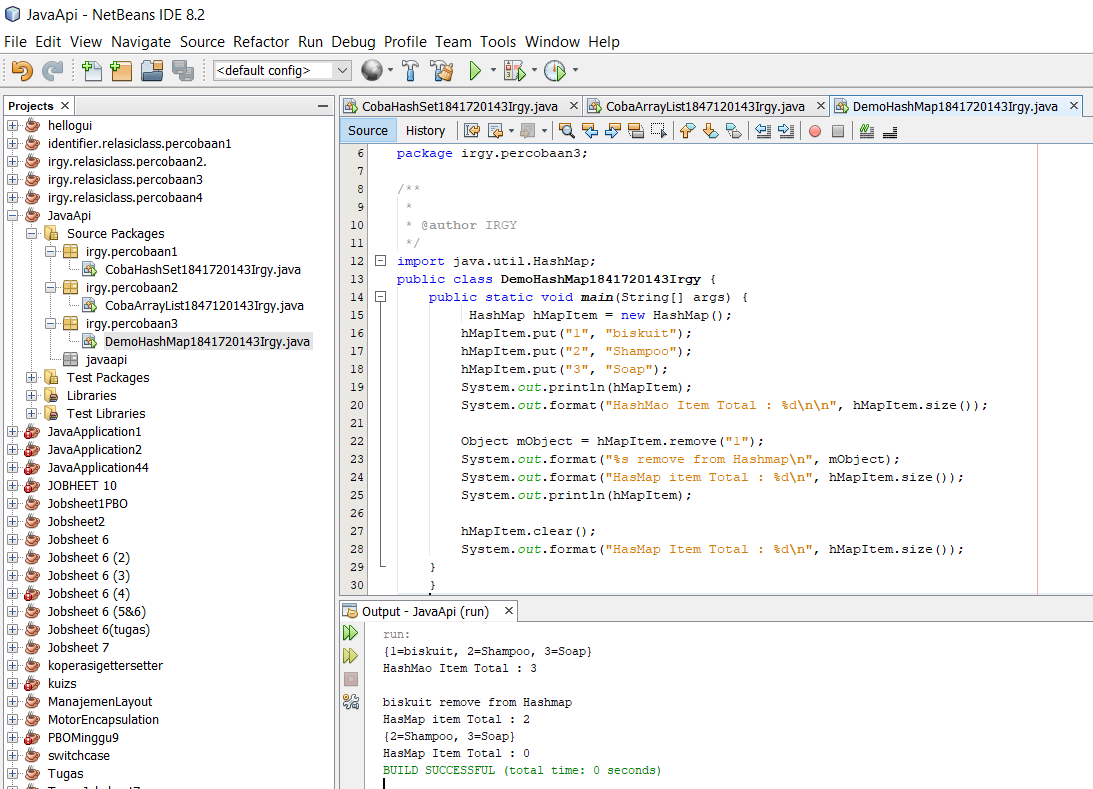 JavaApi - NetBeans IDE 8.2
File Edit View Navigate Source Refactor Run Debug Profile Team Tools Window Help
<default config>
Projects
hellogui
identifier.relasiclass.percobaan1
irgy.relasiclass.percobaan2.
irgy.relasiclass.percobaan3
irgy.relasiclass.percobaan4
JavaApi
Source Packages
irgy.percobaan1
CobaHashSet1841720143Irgy.java
irgy.percobaan2
CobaArrayList1847120143Irgy.java
irgy.percobaan3
DemoHashMap1841720143Irgy.java
javaapi
Test Packages
Libraries
Test Libraries
JavaApplication1
JavaApplication2
JavaApplication44
JOBHEET 10
Jobsheet1PBO
Jobsheet2
Jobsheet 6
Jobsheet 6 (2)
Jobsheet 6 (3)
Jobsheet 6 (4)
Jobsheet 6 (5&6)
Jobsheet 6(tugas)
Jobsheet 7
koperasigettersetter
kuizs
ManajemenLayout
MotorEncapsulation
PBOMinggu9
switchcase
Tugas
CobaHashSet1841720143Irgy.java CobaArrayList1847120143Irgy.java DemoHashMap1841720143Irgy.java
Source History
6 package irgy.percobaan3;
7
8 /**
9 *
10 * @author IRGY
11 */
12 import java.util.HashMap;
13 public class DemoHashMap1841720143Irgy {
14 public static void main(String[] args) {
15 HashMap hMapItem = new HashMap();
16 hMapItem.put("1", "biskuit");
17 hMapItem.put("2", "Shampoo");
18 hMapItem.put("3", "Soap");
19 System.out.println(hMapItem);
20 System.out.format("HashMao Item Total : %d\n\n", hMapItem.size());
21
22 Object mObject = hMapItem.remove("1");
23 System.out.format("%s remove from Hashmap\n", mObject);
24 System.out.format("HasMap item Total : %d\n", hMapItem.size());
25 System.out.println(hMapItem);
26
27 hMapItem.clear();
28 System.out.format("HasMap Item Total : %d\n", hMapItem.size());
29 }
30 }
Output - JavaApi (run)
run:
{1=biskuit, 2=Shampoo, 3=Soap}
HashMao Item Total : 3
biskuit remove from Hashmap
HasMap item Total : 2
{2=Shampoo, 3=Soap}
HasMap Item Total : 0
BUILD SUCCESSFUL (total time: 0 seconds)